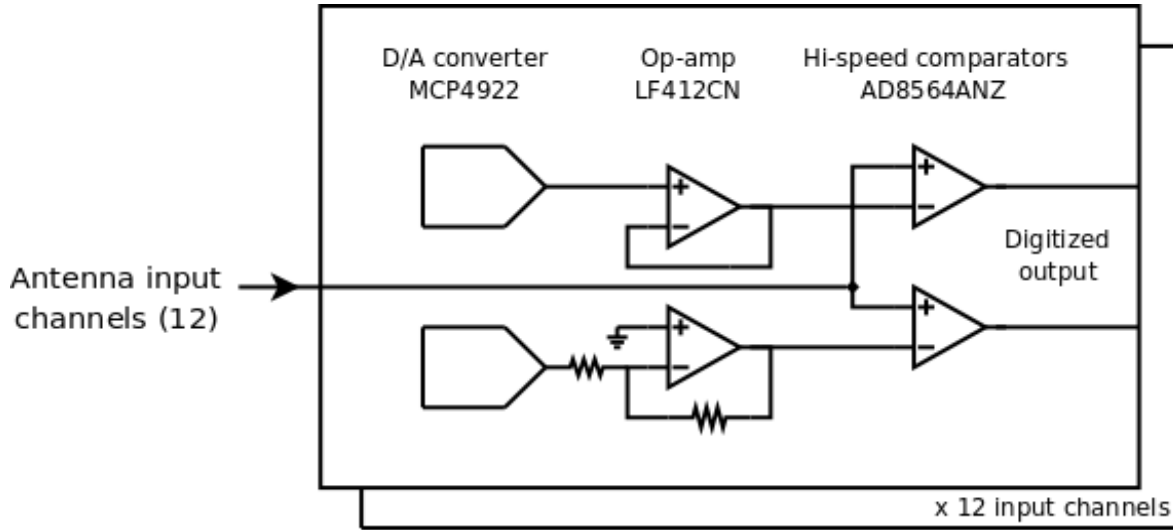 D/A converter
MCP4922
Op-amp
LF412CN
Hi-speed comparators
AD8564ANZ
+
−
+
−
Digitized
output
Antenna input
channels (12)
+
−
+
−
x 12 input channels